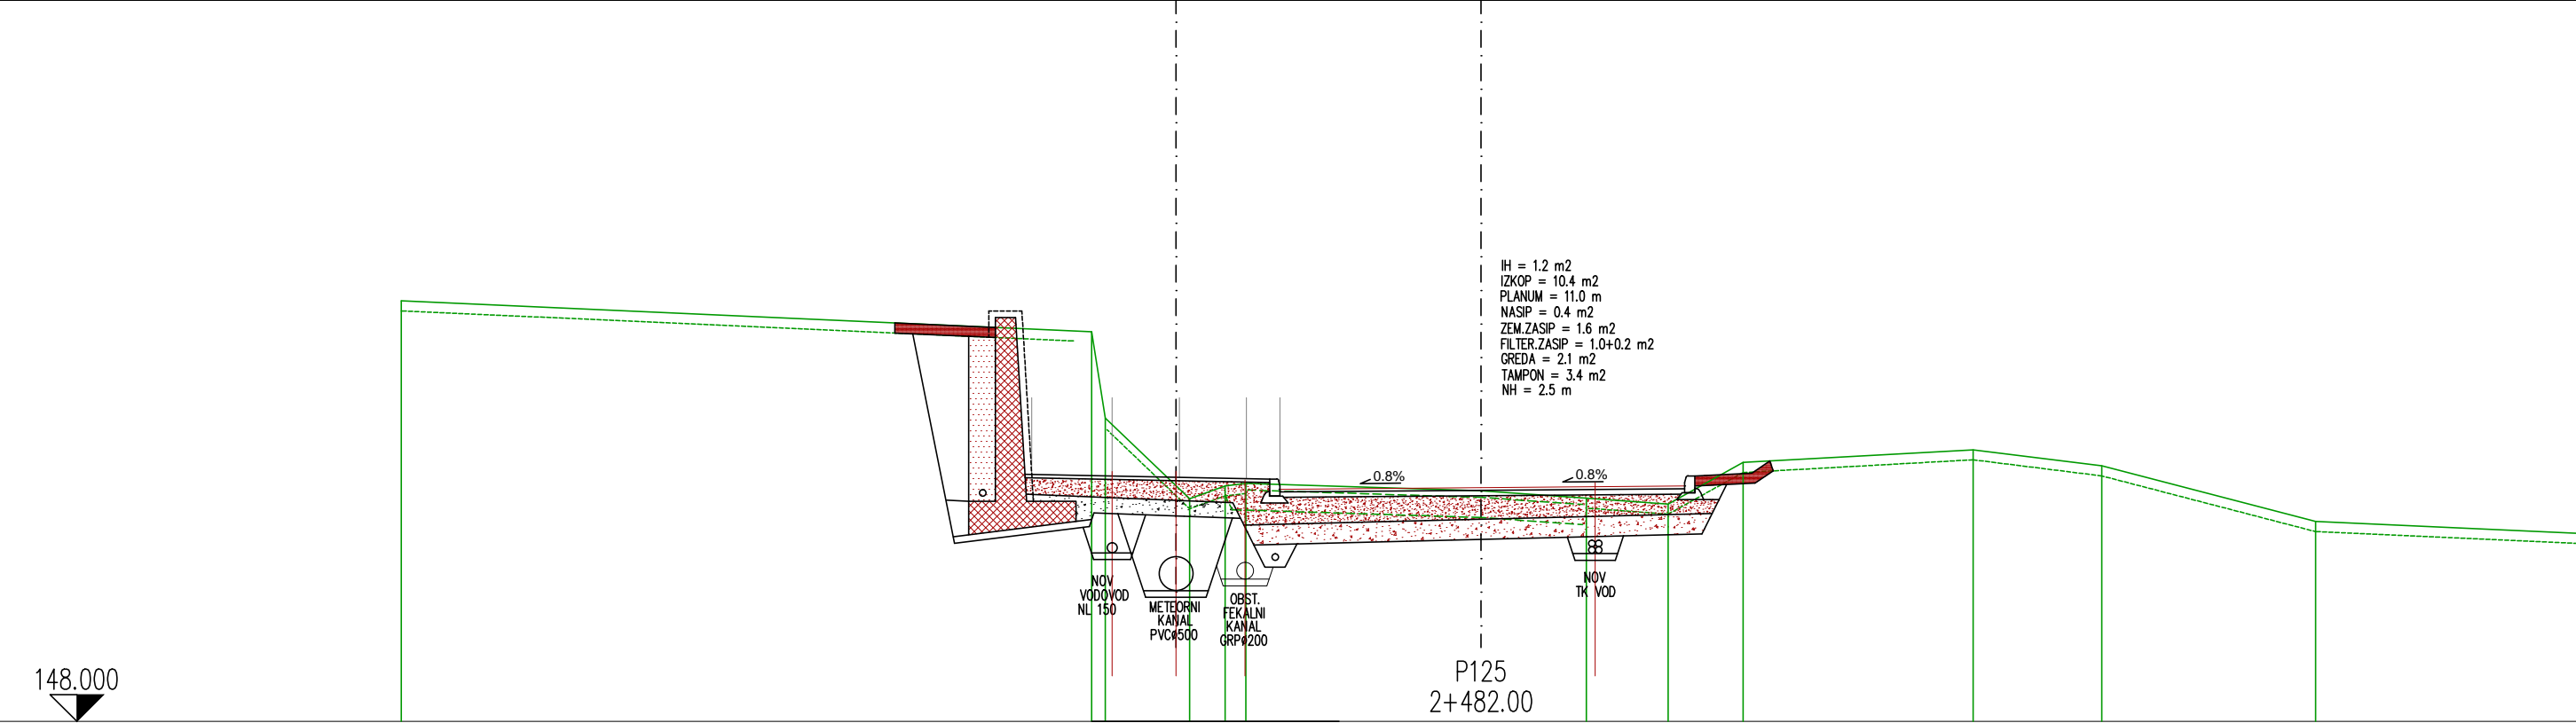 IH = 1.2 m2
IZKOP = 10.4 m2
PLANUM = 11.0 m
NASIP = 0.4 m2
ZEM.ZASIP = 1.6 m2
FILTER.ZASIP = 1.0+0.2 m2
GREDA = 2.1 m2
TAMPON = 3.4 m2
NH = 2.5 m
0.8%
0.8%
NOV
VODOVOD
NL 150
METEORNI
KANAL
PVCø500
OBST.
FEKALNI
KANAL
GRPø200
NOV
TK VOD
148.000
P125
2+482.00